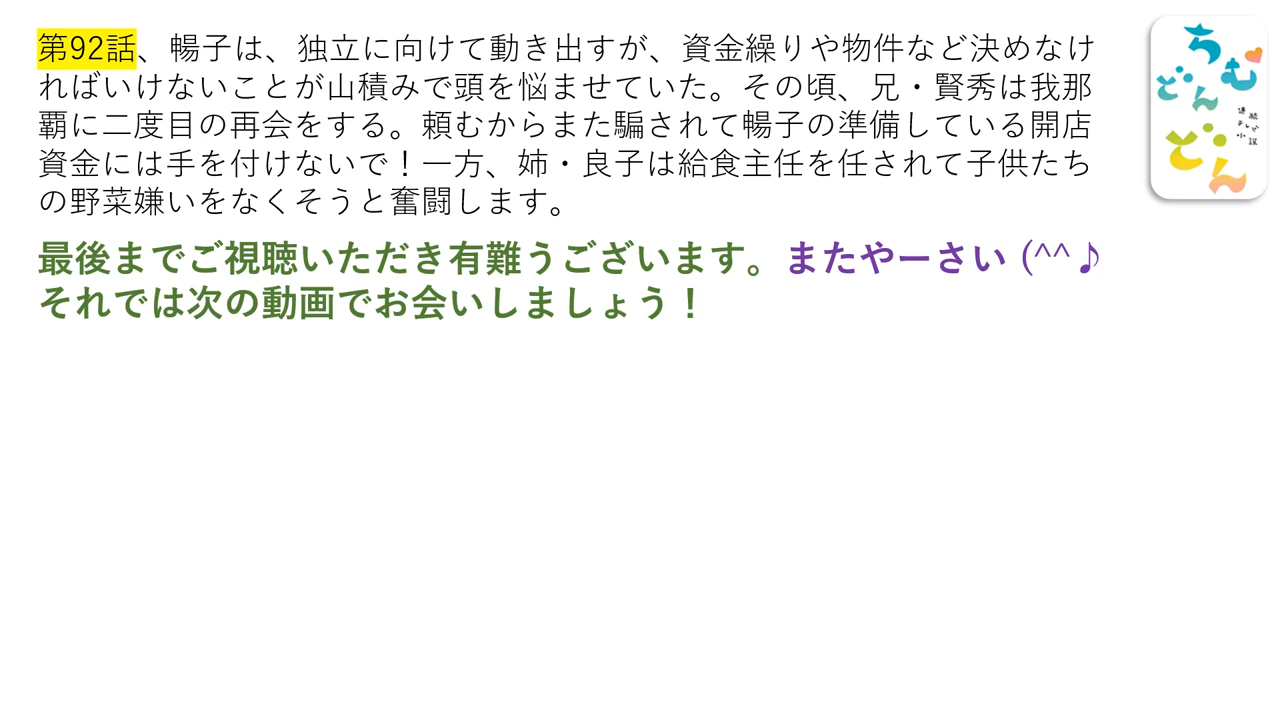 第92話、暢子は、独立に向けて動き出すが、資金繰りや物件など決めなけ
ればいけないことが山積みで頭を悩ませていた。その頃、兄・賢秀は我那
覇に二度目の再会をする。頼むからまた騙されて暢子の準備している開店
資金には手を付けないで！一方、姉・良子は給食主任を任されて子供たち
の野菜嫌いをなくそうと奮闘します。
最後までご視聴いただき有難うございます。またやーさい (^^♪
それでは次の動画でお会いしましょう！
ちむ
どん
どん
連続
テレビ
小説